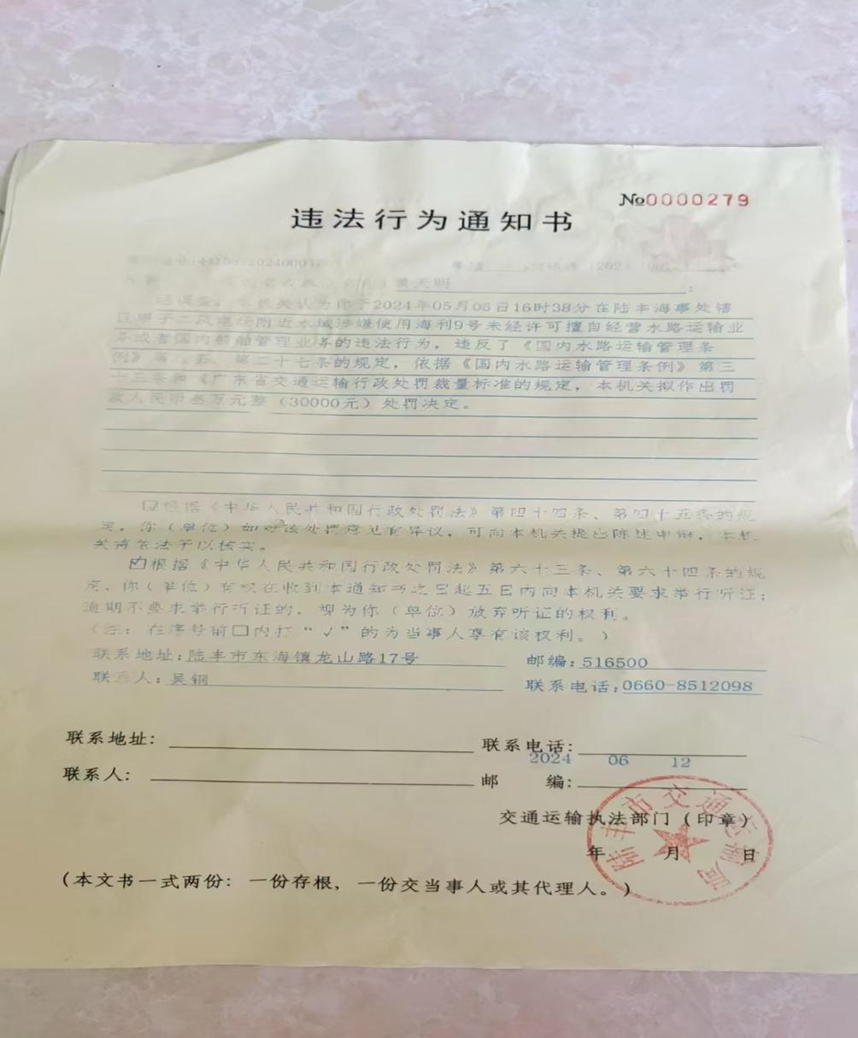 №0000279
违法行为通知书
黄天明
经调查，本机关认为你于2024年05月05日16时38分在陆丰海事处辖
区甲子二级电站附近水域涉嫌使用海利9号未经许可擅自经营水路运输业
务或者国内船舶管理业务的违法行为，违反了《国内水路运输管理条
例》第八条、第二十七条的规定，依据《国内水路运输管理条例》第三
十三条和《广东省交通运输行政处罚裁量标准的规定，本机关拟作出罚
款人民币叁万元整（30000元）处罚决定。
☑根据《中华人民共和国行政处罚法》第四十四条、第四十五条的规
定，你（单位）如对该处罚意见有异议，可向本机关提出陈述申辩，本机
关将依法予以核实。
☑根据《中华人民共和国行政处罚法》第六十三条、第六十四条的规
定，你（单位）有权在收到本通知书之日起五日内向本机关要求举行听证；
逾期不要求举行听证的，视为你（单位）放弃听证的权利。
（注：在序号前□内打“√”的为当事人享有该权利。）
联系地址：陆丰市东海镇龙山路17号 邮编：516500
联系人：吴钢 联系电话：0660-8512098
联系地址： 联系电话：
2024 06 12
联系人： 邮 编：
交通运输执法部门（印章）
陆丰市交通运输局
年 月 日
（本文书一式两份：一份存根，一份交当事人或其代理人。）